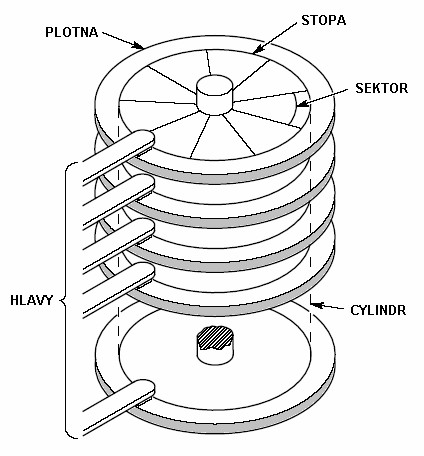 STOPA
PLOTNA
SEKTOR
HLAVY
CYLINDR